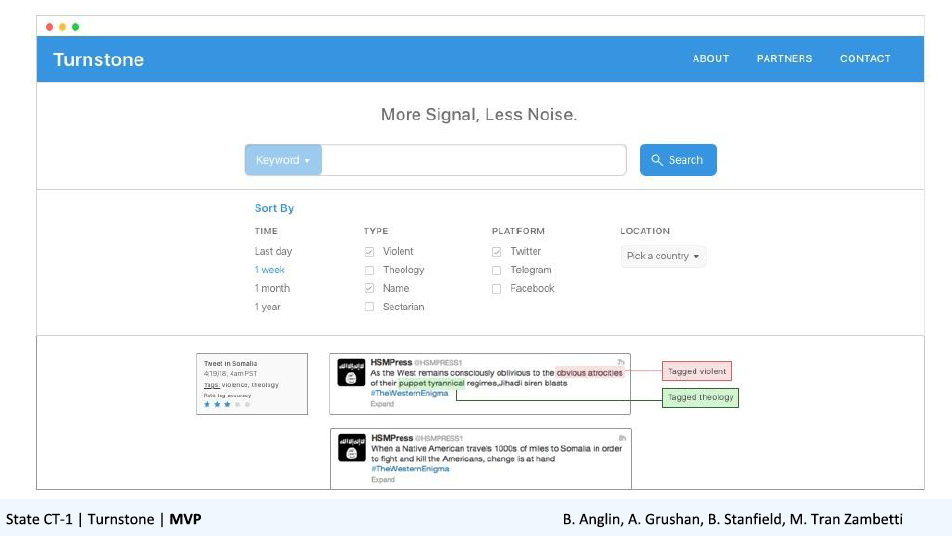 Turnstone
ABOUT PARTNERS CONTACT
More Signal, Less Noise.
Keyword
Search
Sort By
TIME
Last day
1 week
1 month
1 year
TYPE
Violent
Theology
Name
Sectarian
PLATFORM
Twitter
Telegram
Facebook
LOCATION
Pick a country
Tweet in Somalia
4/19/18, 4am PST
Tags: violence, theology
Rate tag accuracy
HSMPress @HSMPRESS1 7h
As the West remains consciously oblivious to the obvious atrocities
of their puppet tyrannical regimes, Jihadi siren blasts
#TheWesternEnigma
Expand
Tagged violent
Tagged theology
HSMPress @HSMPRESS1 8h
When a Native American travels 1000s of miles to Somalia in order
to fight and kill the Americans, change is at hand
#TheWesternEnigma
Expand
State CT-1 | Turnstone | MVP
B. Anglin, A. Grushan, B. Stanfield, M. Tran Zambetti